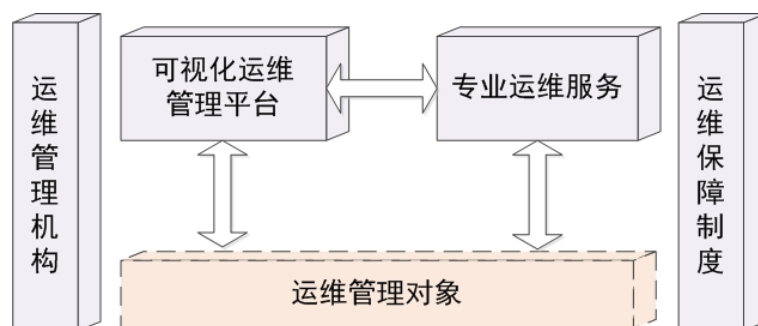 运维管理机构
可视化运维
管理平台
专业运维服务
运维保障制度
运维管理对象